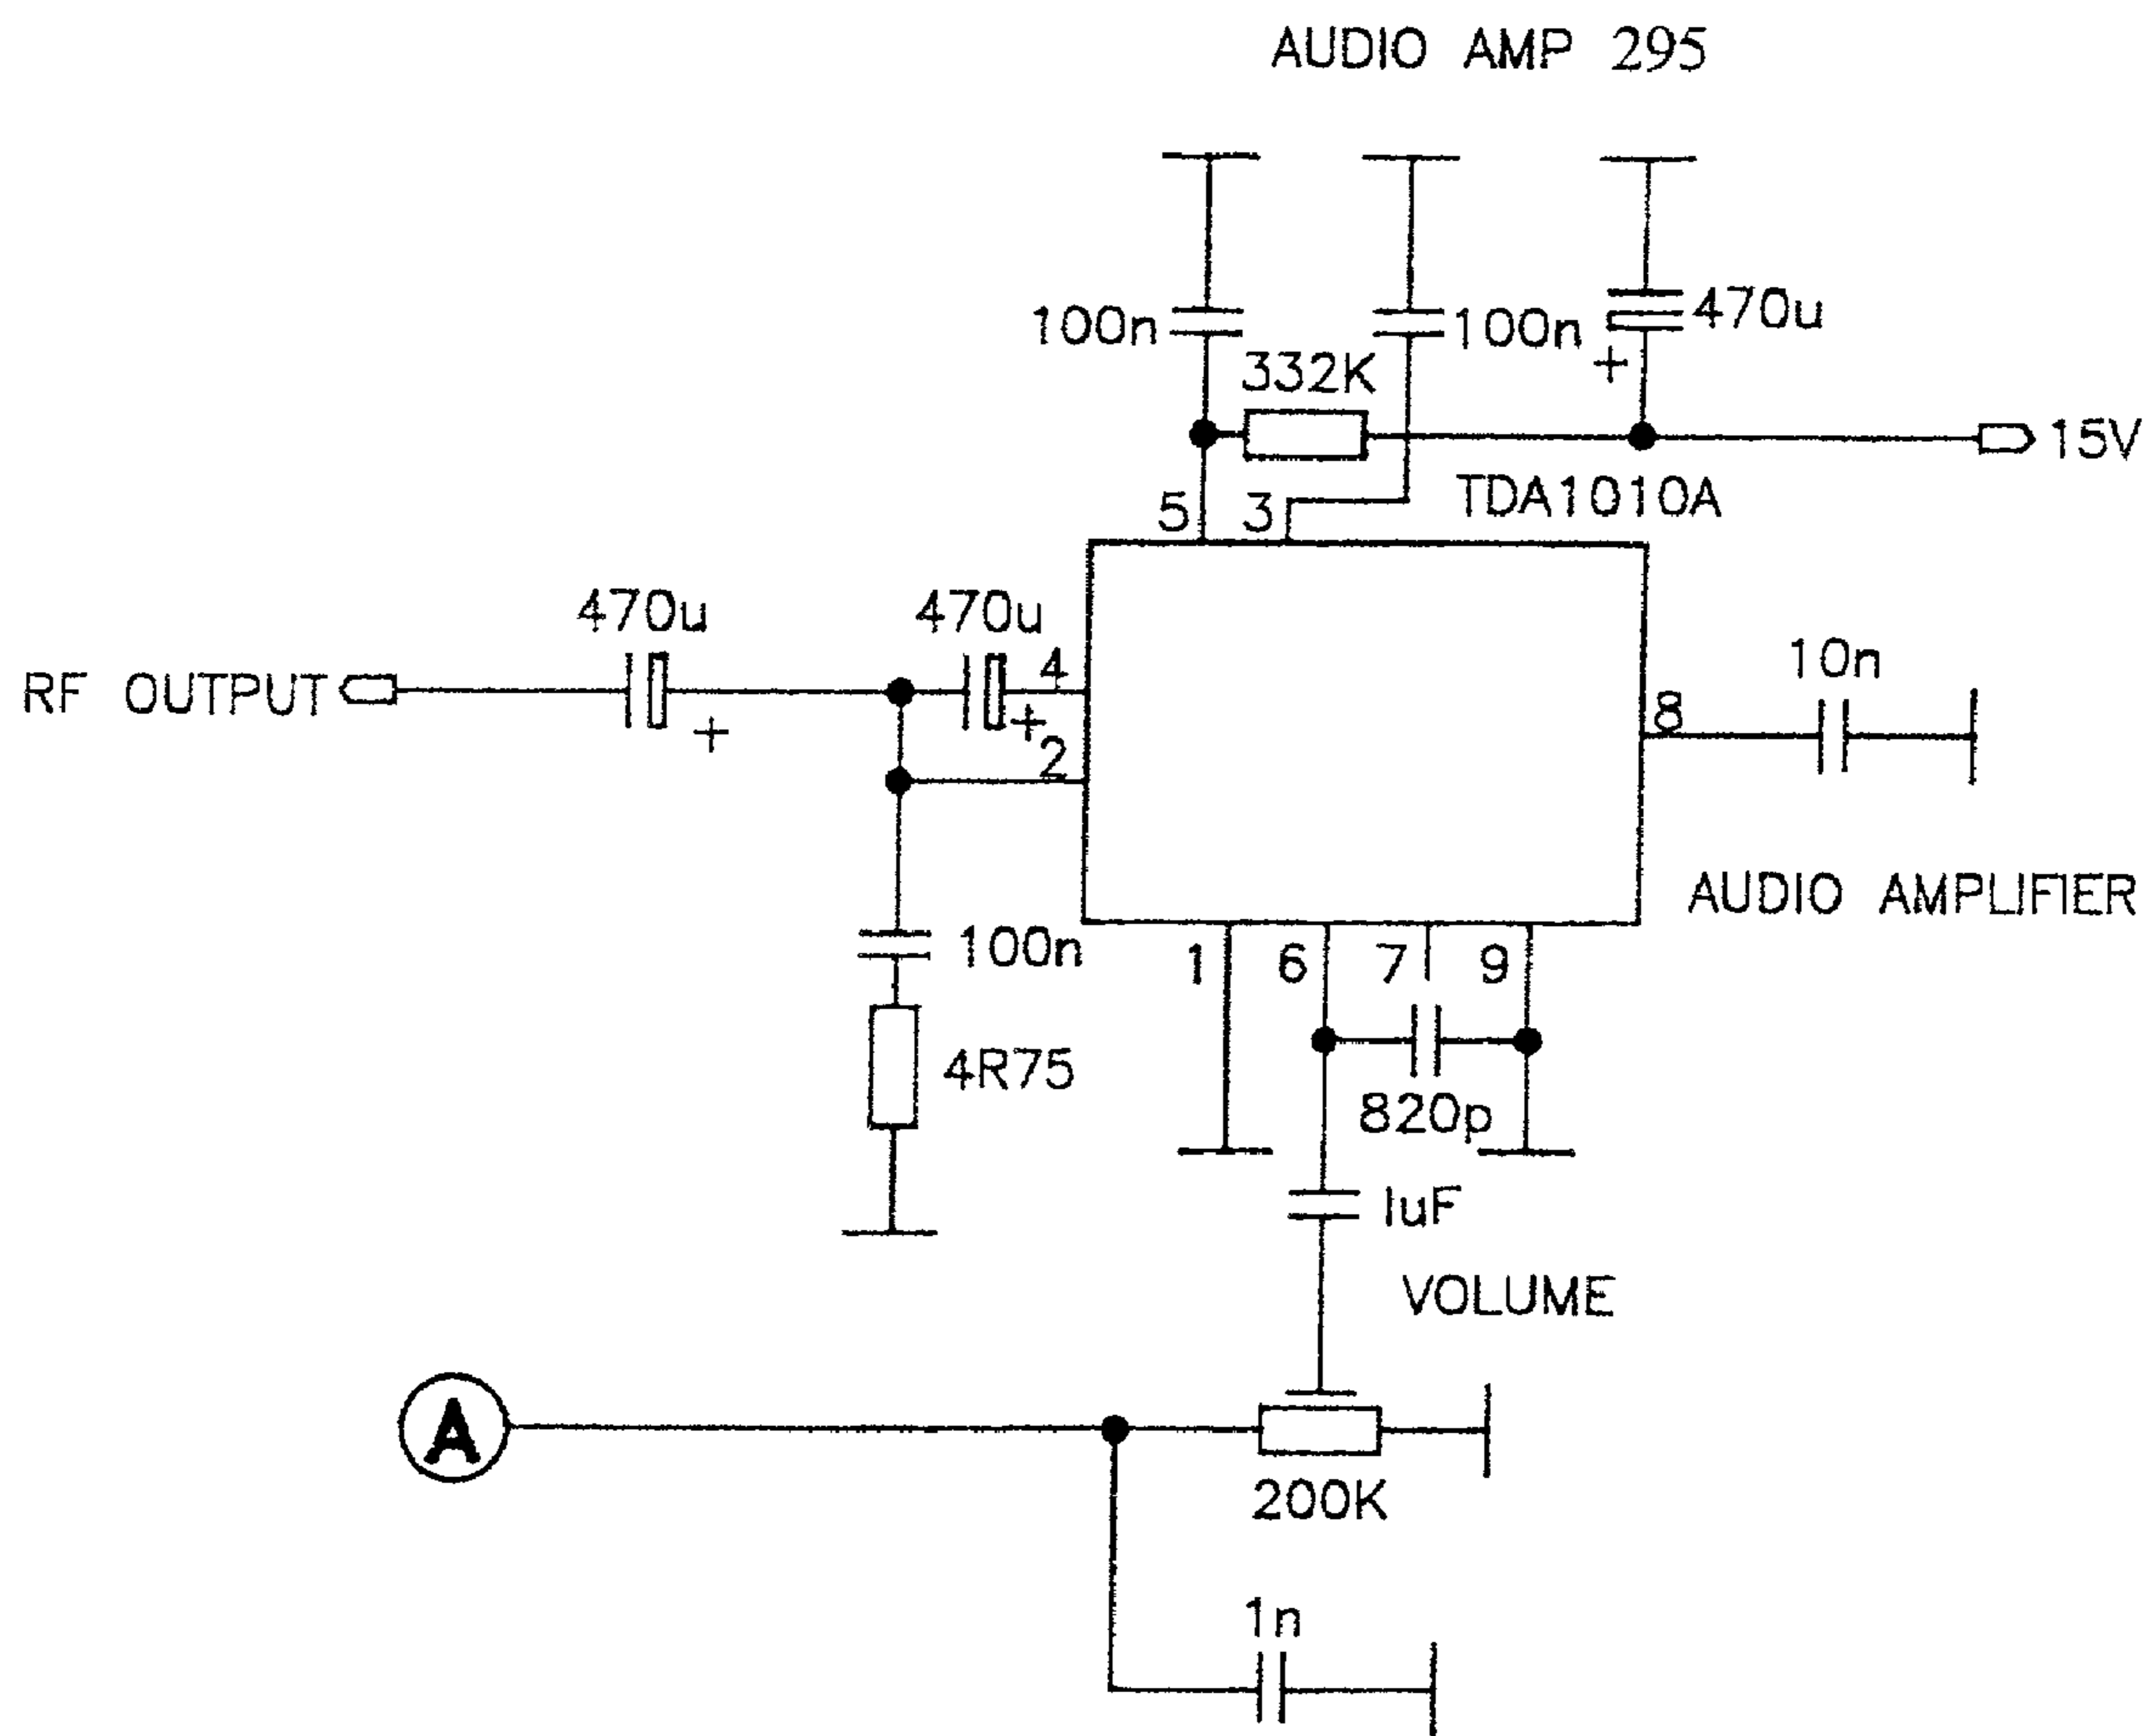 AUDIO AMP 295
100n
100n
470u
+
332K
15V
TDA1010A
5
3
470u
470u
4
RF OUTPUT
+
+
2
10n
8
AUDIO AMPLIFIER
100n
1
6
7
9
4R75
820p
1uF
VOLUME
A
200K
1n